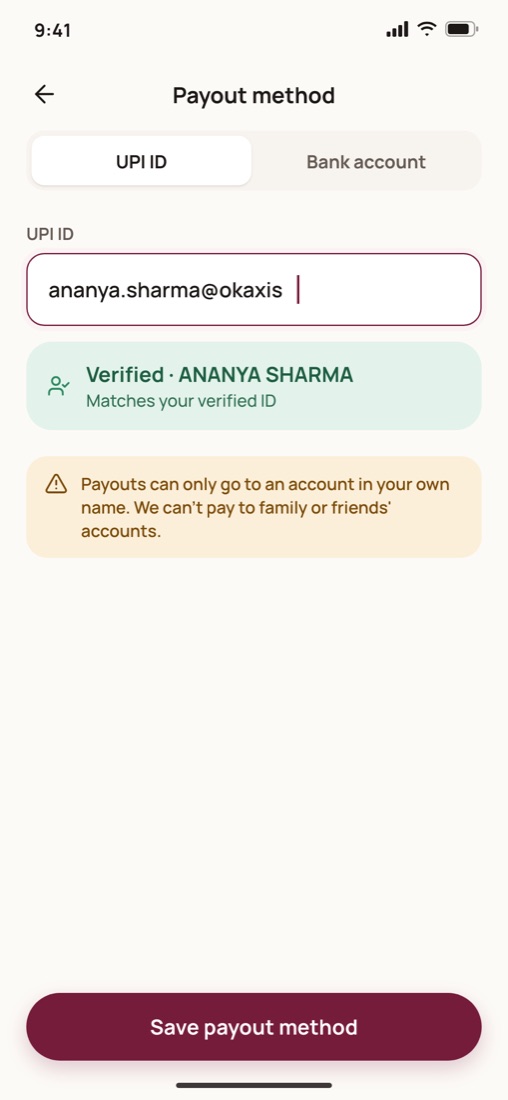 9:41
Payout method
UPI ID
Bank account
UPI ID
ananya.sharma@okaxis
Verified · ANANYA SHARMA
Matches your verified ID
Payouts can only go to an account in your own
name. We can't pay to family or friends'
accounts.
Save payout method